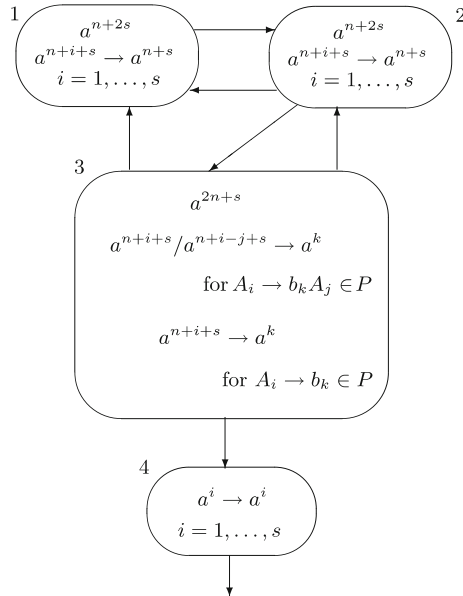 1
a^{n+2s}
a^{n+i+s} → a^{n+s}
i = 1, . . . , s
2
a^{n+2s}
a^{n+i+s} → a^{n+s}
i = 1, . . . , s
3
a^{2n+s}
a^{n+i+s}/a^{n+i−j+s} → a^k
for A_i → b_k A_j ∈ P
a^{n+i+s} → a^k
for A_i → b_k ∈ P
4
a^i → a^i
i = 1, . . . , s